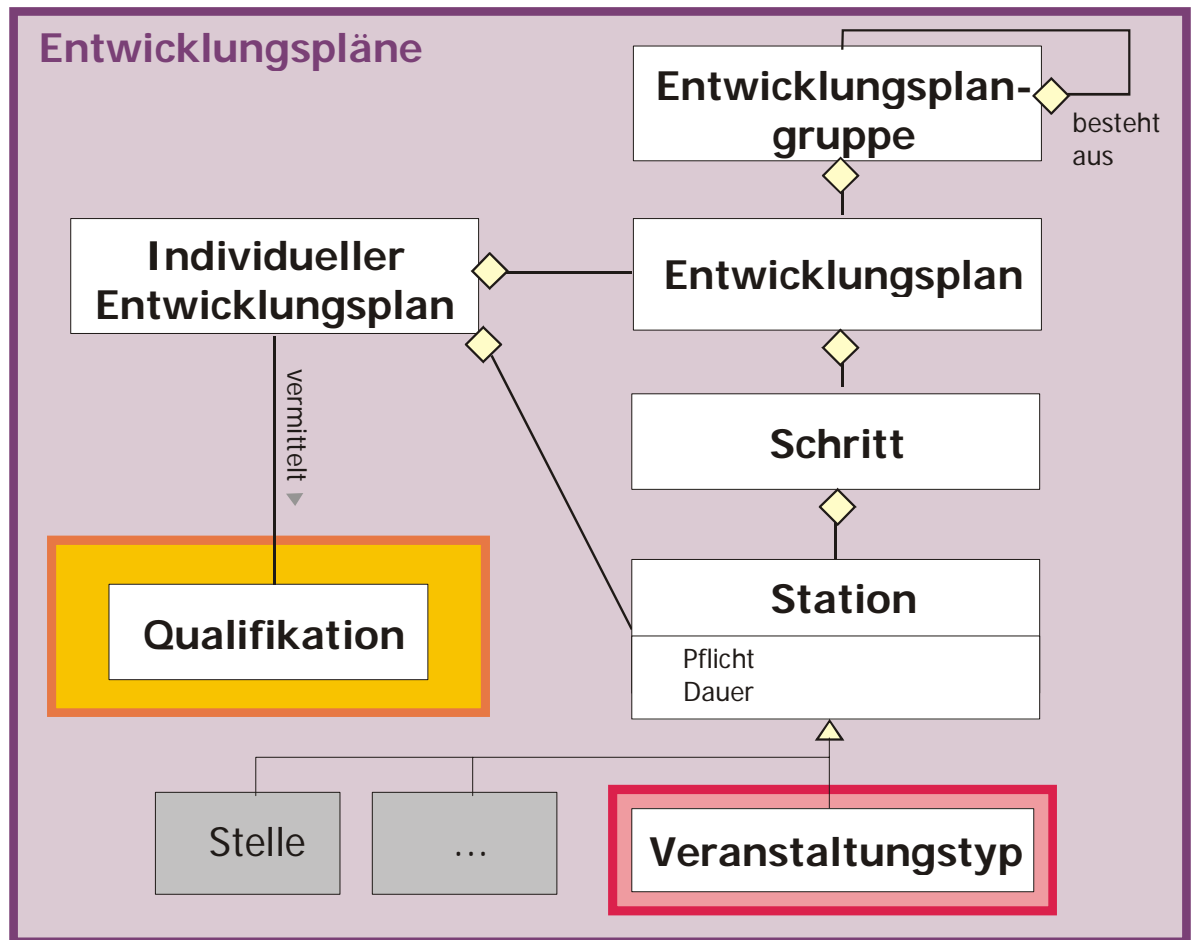 Entwicklungspläne
Entwicklungsplan-
gruppe
besteht
aus
Individueller
Entwicklungsplan
Entwicklungsplan
vermittelt
Schritt
Qualifikation
Station
Pflicht
Dauer
Stelle
...
Veranstaltungstyp